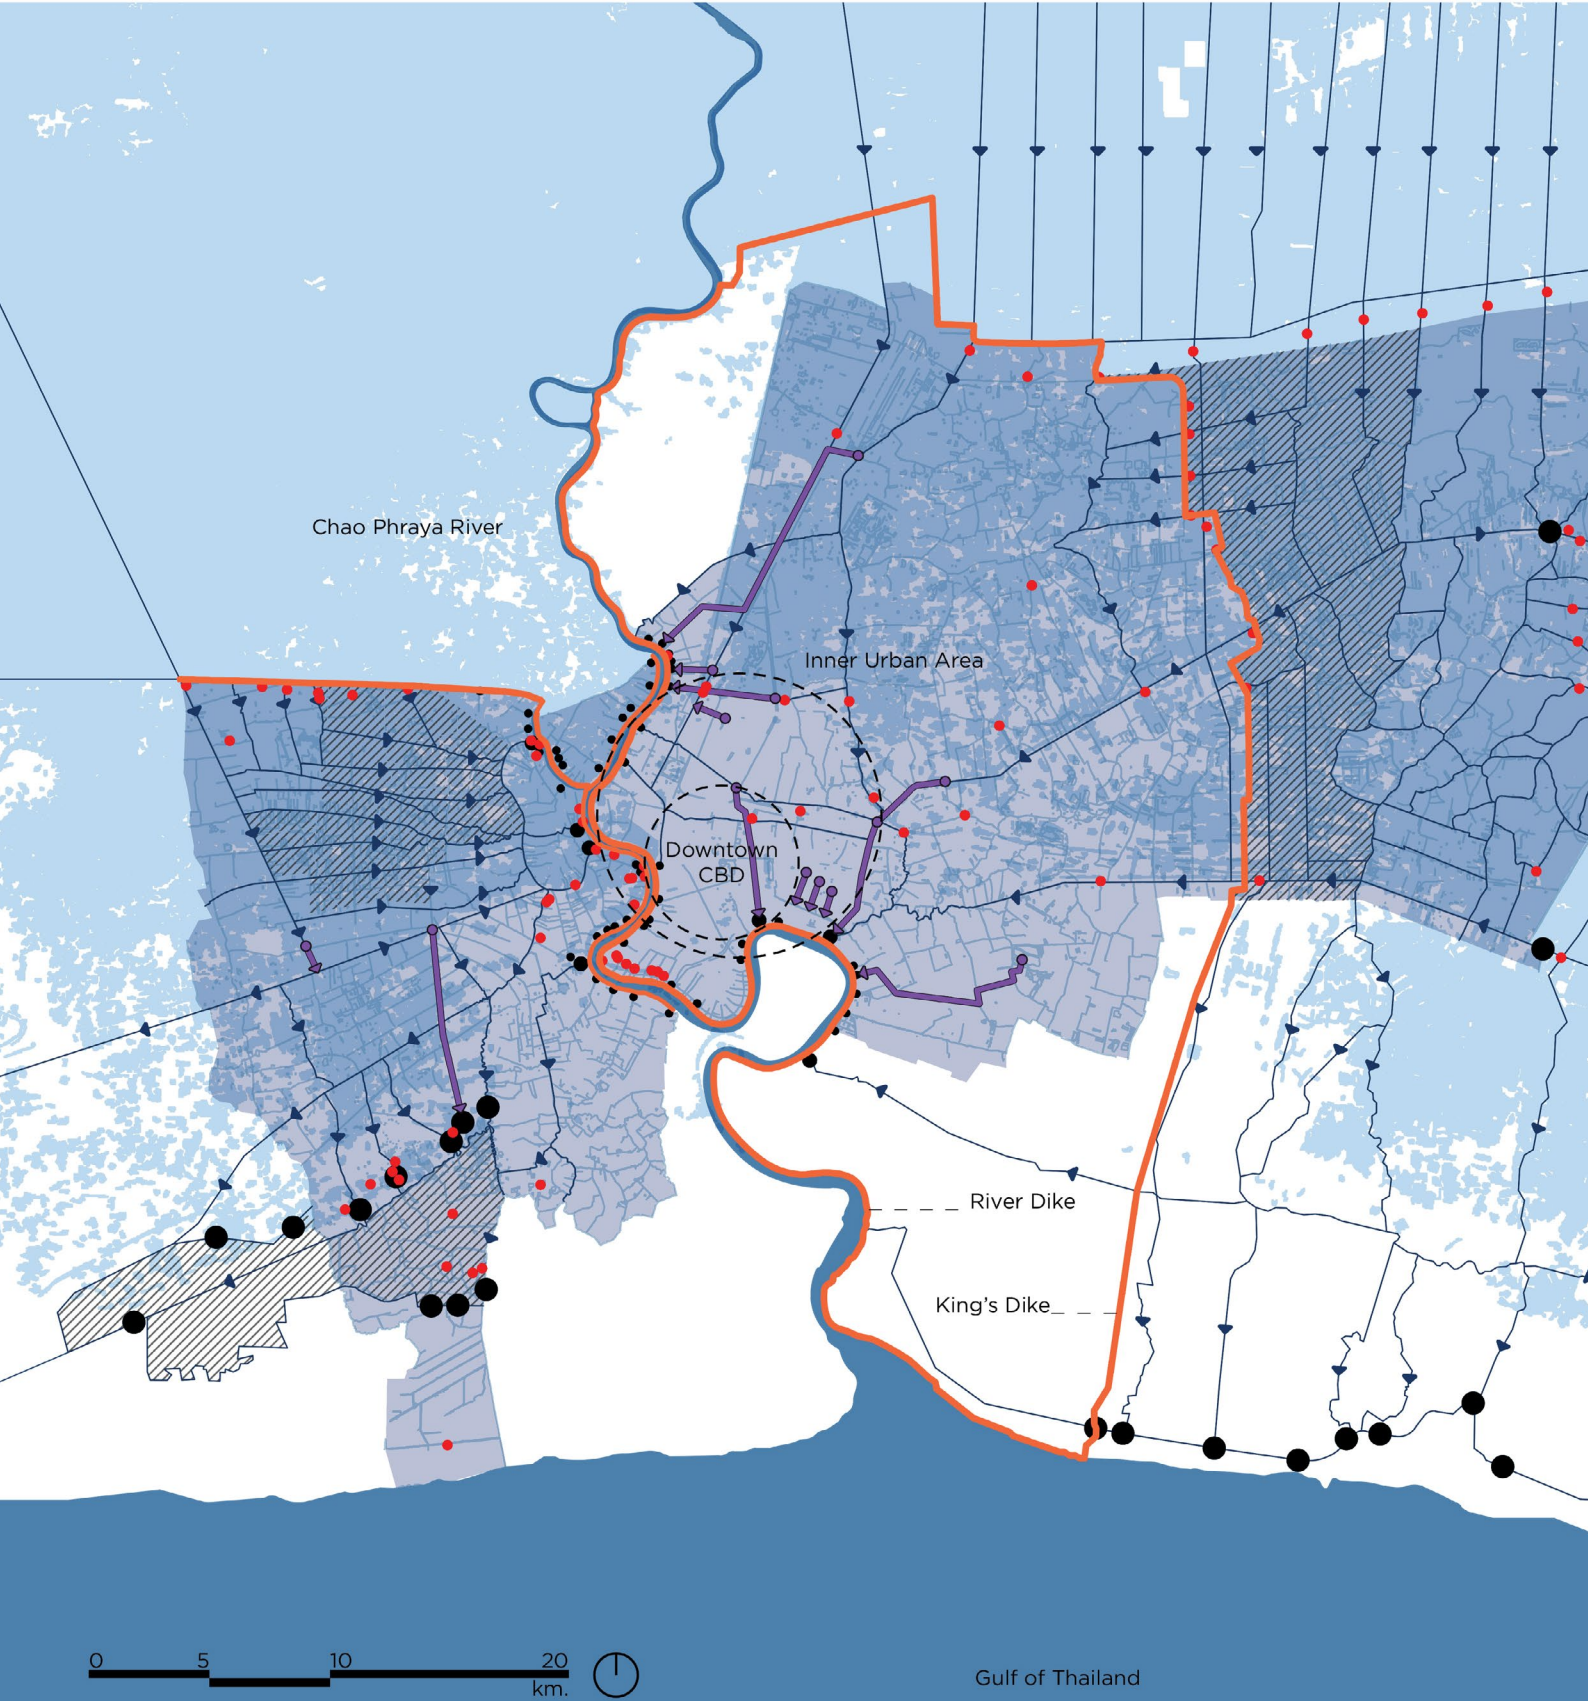 Chao Phraya River
Inner Urban Area
Downtown
CBD
River Dike
King's Dike
0 5 10 20
km.
Gulf of Thailand